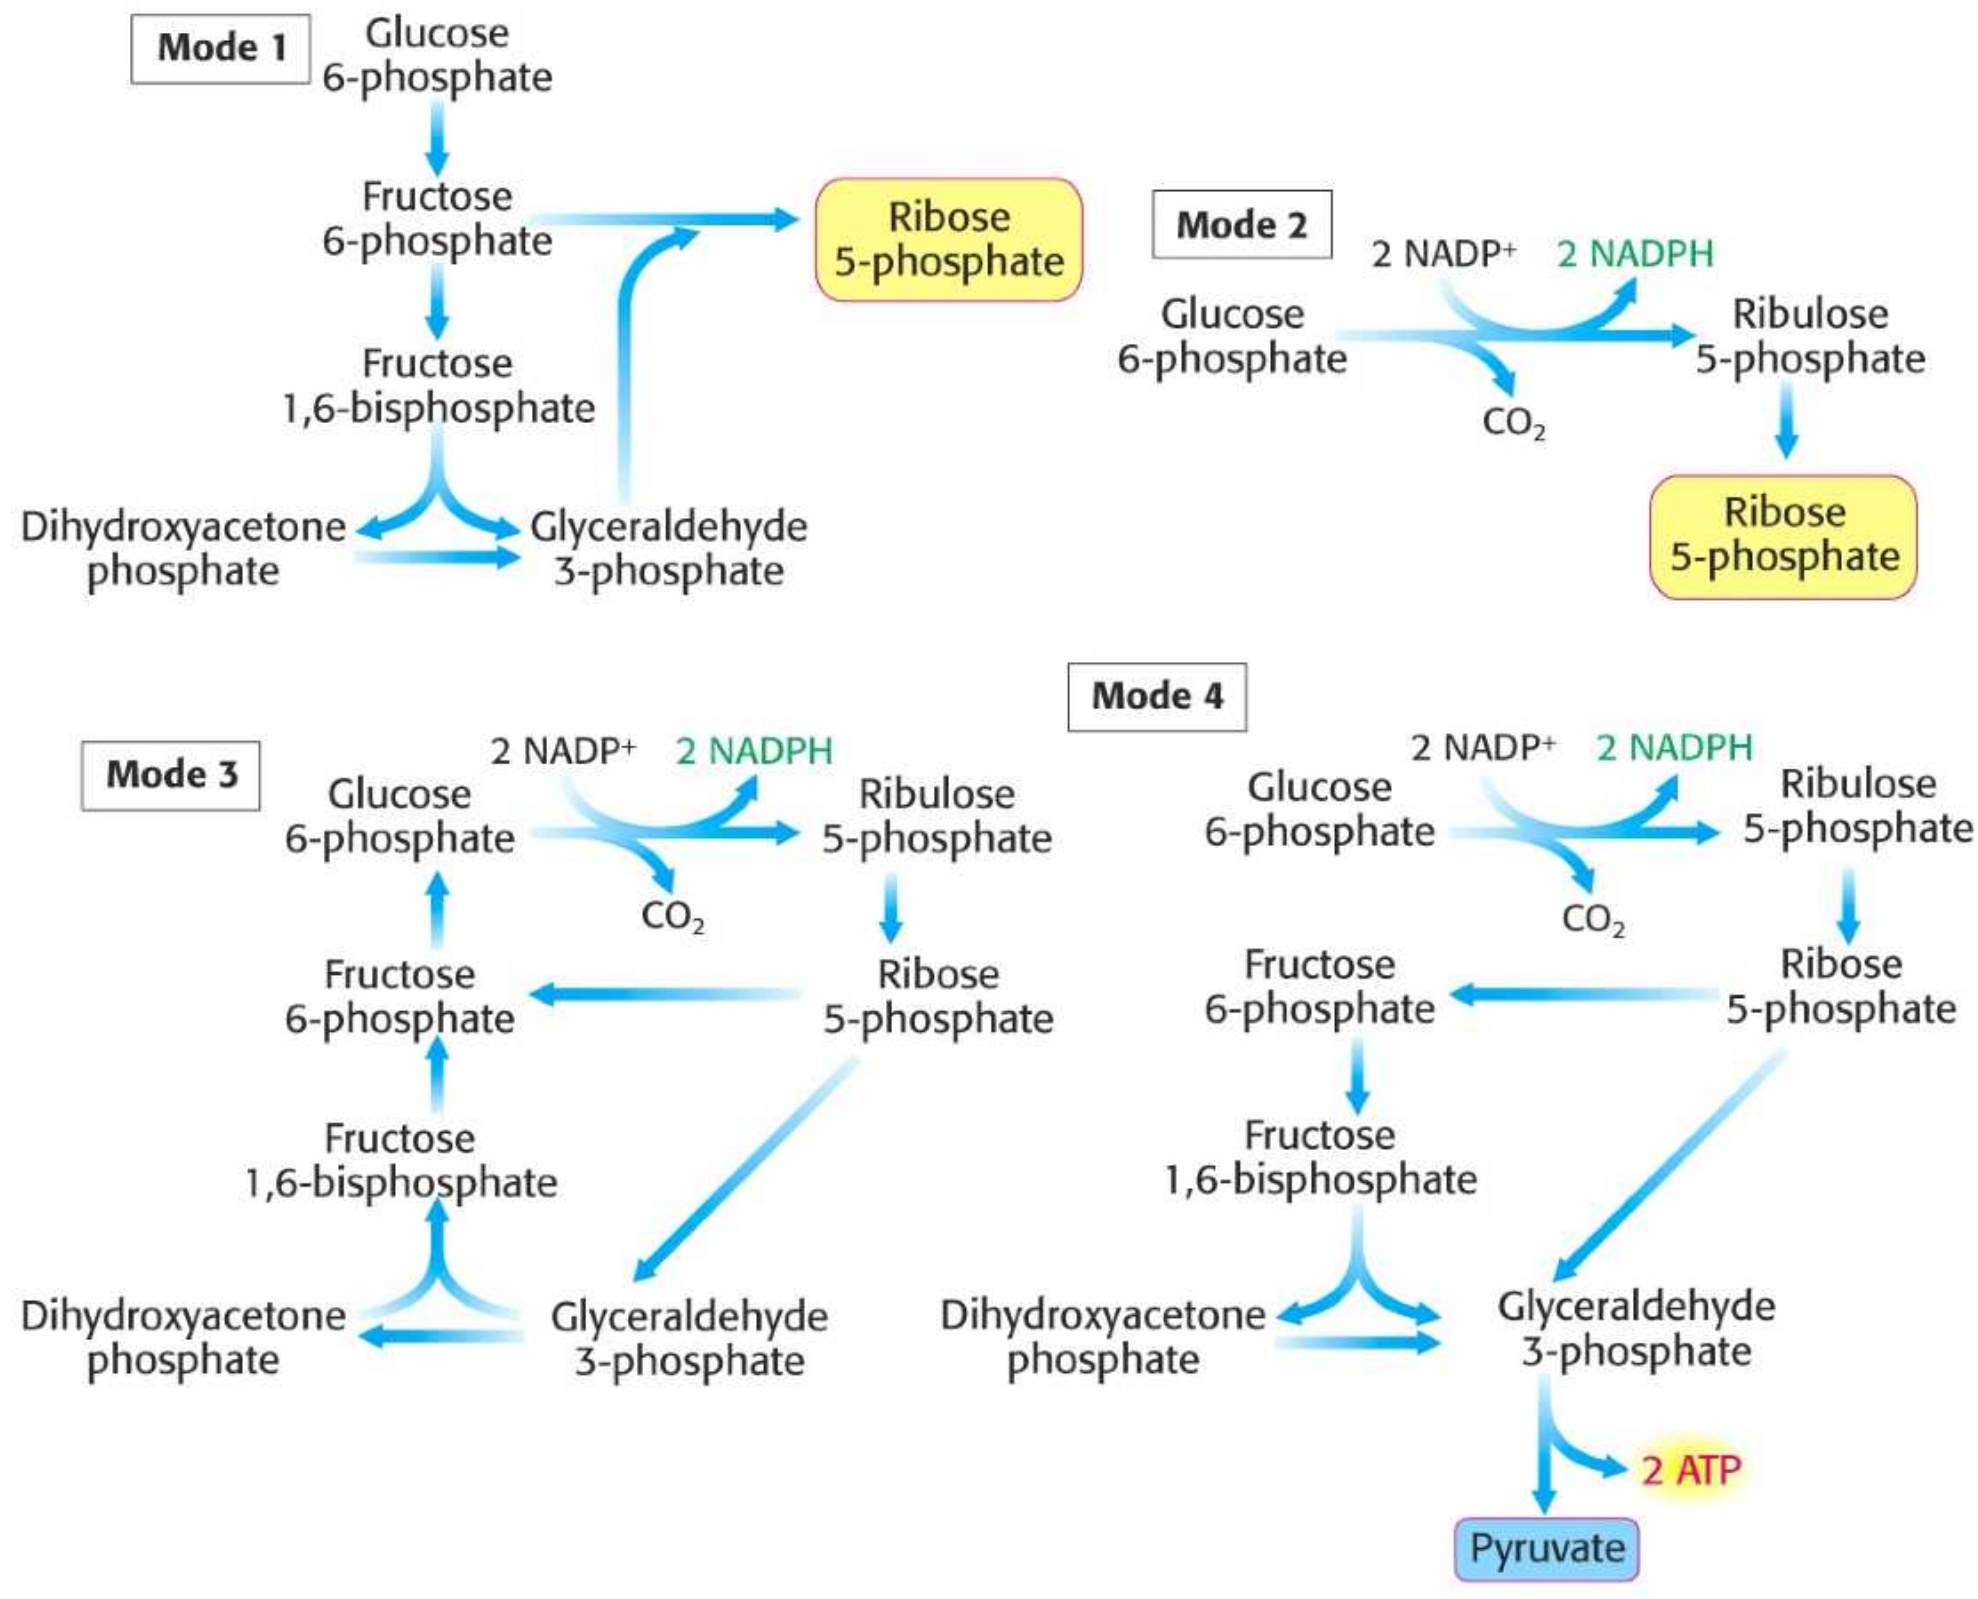 Mode 1
Glucose
6-phosphate
Fructose
6-phosphate
Ribose
5-phosphate
Fructose
1,6-bisphosphate
Dihydroxyacetone
phosphate
Glyceraldehyde
3-phosphate
Mode 2
2 NADP+
2 NADPH
Glucose
6-phosphate
Ribulose
5-phosphate
CO2
Ribose
5-phosphate
Mode 3
2 NADP+
2 NADPH
Glucose
6-phosphate
Ribulose
5-phosphate
CO2
Fructose
6-phosphate
Ribose
5-phosphate
Fructose
1,6-bisphosphate
Dihydroxyacetone
phosphate
Glyceraldehyde
3-phosphate
Mode 4
2 NADP+
2 NADPH
Glucose
6-phosphate
Ribulose
5-phosphate
CO2
Fructose
6-phosphate
Ribose
5-phosphate
Fructose
1,6-bisphosphate
Dihydroxyacetone
phosphate
Glyceraldehyde
3-phosphate
2 ATP
Pyruvate